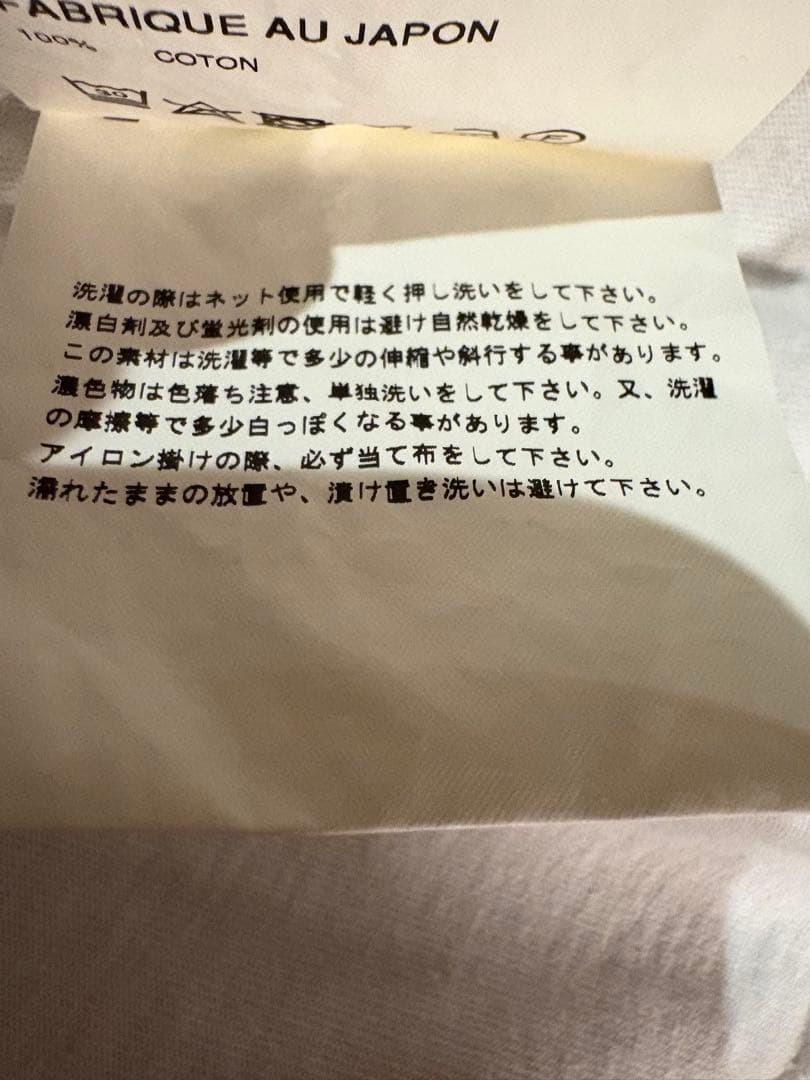 FABRIQUE AU JAPON
100% COTON
30
F
洗濯の際はネット使用で軽く押し洗いをして下さい。
漂白剤及び蛍光剤の使用は避け自然乾燥をして下さい。
この素材は洗濯等で多少の伸縮や斜行する事があります。
濃色物は色落ち注意、単独洗いをして下さい。又、洗濯
の摩擦等で多少白っぽくなる事があります。
アイロン掛けの際、必ず当て布をして下さい。
濡れたままの放置や、漬け置き洗いは避けて下さい。